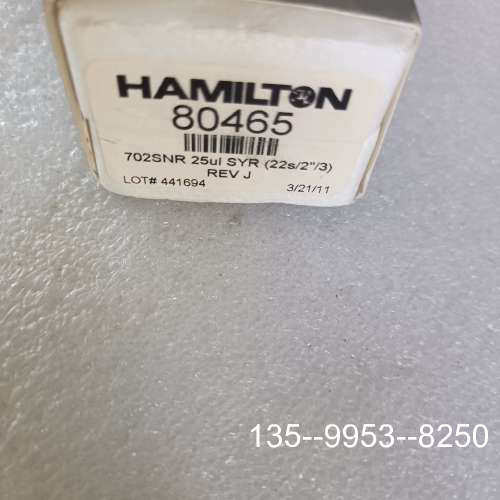 HAMILTON
80465
702SNR 25ul SYR (22s/2"/3)
REV J
LOT# 441694 3/21/11
135--9953--8250